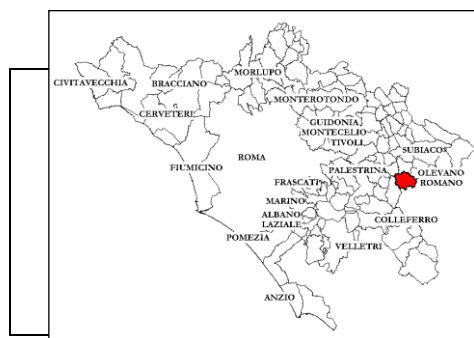 MORLUPO
CIVITAVECCHIA
BRACCIANO
MONTEROTONDO
CERVETERE
GUIDONIA
MONTECELIO
TIVOLI
SUBIACO
ROMA
FIUMICINO
PALESTRINA
OLEVANO
ROMANO
FRASCATI
MARINO
ALBANO
LAZIALE
COLLEFERRO
POMEZIA
VELLETRI
ANZIO